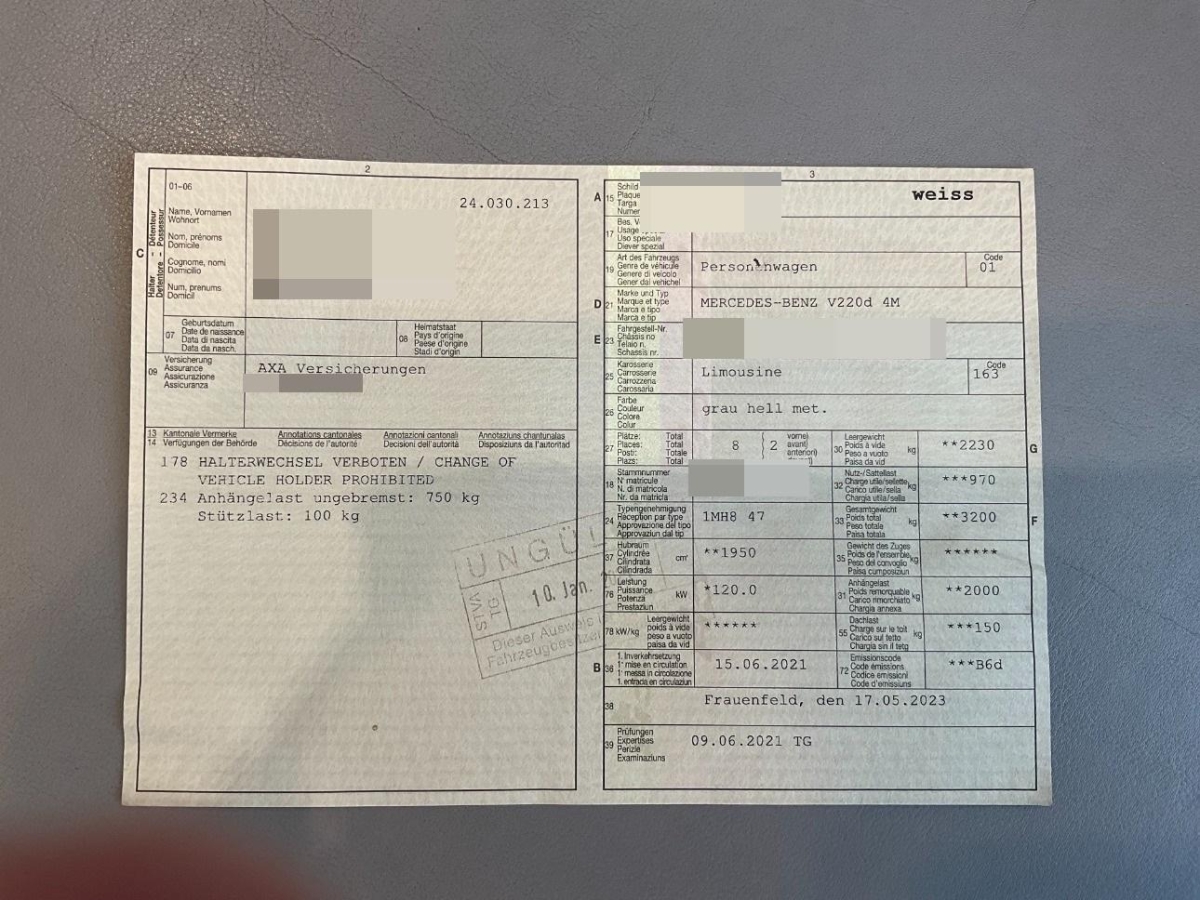 2
01-06
24.030.213
C
Halter – Détenteur
Detentore – Possessur
Name, Vornamen
Wohnort
Nom, prénoms
Domicile
Cognome, nomi
Domicilio
Num, prenums
Domicil
07
Geburtsdatum
Date de naissance
Data di nascita
Data da nasch.
08
Heimatstaat
Pays d'origine
Paese d'origine
Stadi d'origin
09
Versicherung
Assurance
Assicurazione
Assicuranza
AXA Versicherungen
13 Kantonale Vermerke Annotations cantonales Annotazioni cantonali Annotaziuns chantunalas
14 Verfügungen der Behörde Décisions de l'autorité Decisioni dell'autorità Disposiziuns da l'autoritad
178 HALTERWECHSEL VERBOTEN / CHANGE OF
VEHICLE HOLDER PROHIBITED
234 Anhängelast ungebremst: 750 kg
Stützlast: 100 kg
UNGÜ
STVA
TG
10. Jan.
Dieser Ausweis
3
A
15
Schild
Plaque
Targa
Numer
weiss
17
Bes. V
Usage
Uso speciale
Diever spezial
19
Art des Fahrzeugs
Genre de véhicule
Genere di veicolo
Gener dal vehichel
Personenwagen
Code
01
D
21
Marke und Typ
Marque et type
Marca e tipo
Marca e tip
MERCEDES-BENZ V220d 4M
E
23
Fahrgestell-Nr.
Châssis no
Telaio n.
Schassis nr.
25
Karosserie
Carrosserie
Carrozzeria
Carossaria
Limousine
Code
163
26
Farbe
Couleur
Colore
Colur
grau hell met.
27
Plätze: Total
Places: Total
Posti: Totale
Plazs: Total
8
2
vorne)
avant)
anteriori)
30
Leergewicht
Poids à vide
Peso a vuoto
Paisa da vid
kg
**2230
G
18
Stammnummer
N° matricule
N. di matricola
Nr. da matricla
32
Nutz-/Sattellast
Charge utile/sellette
Carico utile/sella
Chargia utila/sella
kg
***970
24
Typengenehmigung
Réception par type
Approvazione del tipo
Approvaziun dal tip
1MH8 47
33
Gesamtgewicht
Poids total
Peso totale
Paisa totala
kg
**3200
F
37
Hubraum
Cylindrée
Cilindrata
Cilindrada
cm³
**1950
35
Gewicht des Zuges
Poids de l'ensemble
Peso del convoglio
Paisa cumposiziun
kg
******
76
Leistung
Puissance
Potenza
Prestaziun
kW
*120.0
31
Anhängelast
Poids remorquable
Carico rimorchiato
Chargia annexa
kg
**2000
78 kW/kg
Leergewicht
poids à vide
peso a vuoto
paisa da vid
******
55
Dachlast
Charge sur le toit
Carico sul tetto
Chargia sin il tetg
kg
***150
B
36
1. Inverkehrsetzung
1re mise en circulation
1a messa in circolazione
1. entrada en circulaziun
15.06.2021
72
Emissionscode
Code émissions
Codice emissioni
Code d'emissiuns
***B6d
38
Frauenfeld, den 17.05.2023
39
Prüfungen
Expertises
Perizie
Examinaziuns
09.06.2021 TG